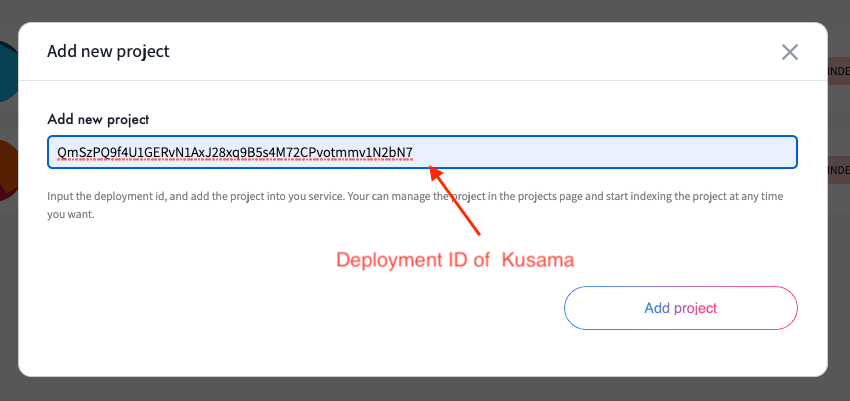 Add new project
INDE
Add new project
QmSzPQ9f4U1GERvN1AxJ28xq9B5s4M72CPvotmmv1N2bN7
INDE
Input the deployment id, and add the project into you service. Your can manage the project in the projects page and start indexing the project at any time
you want.
Deployment ID of Kusama
Add project